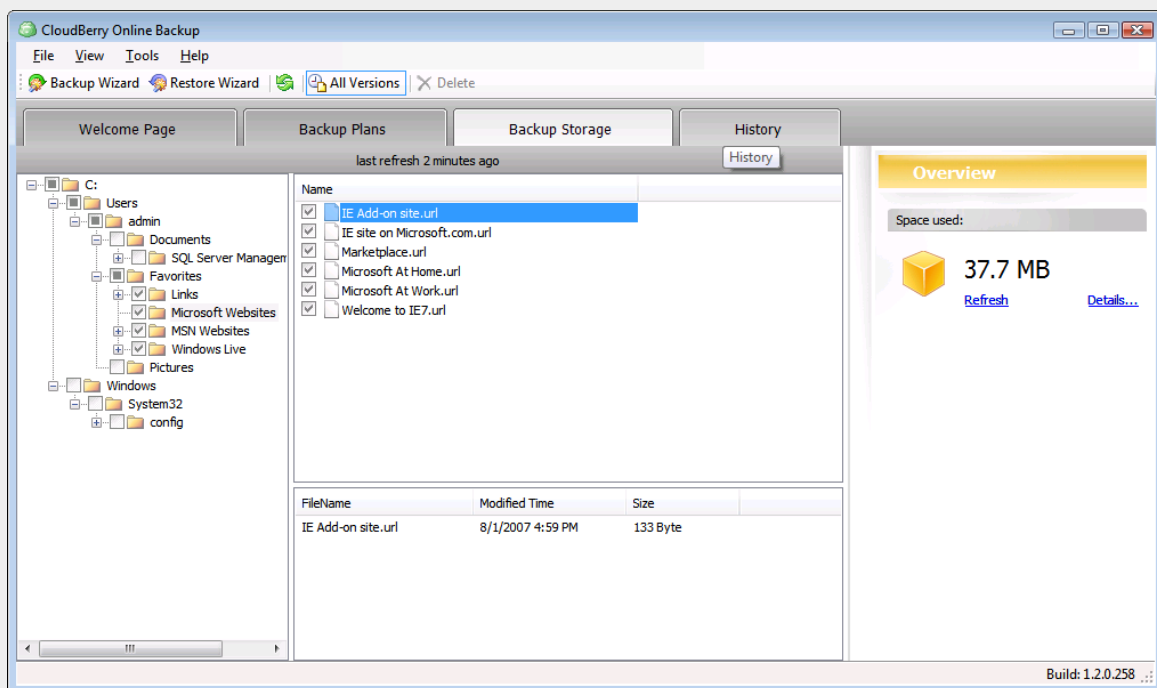 CloudBerry Online Backup
File View Tools Help
Backup Wizard Restore Wizard All Versions Delete
Welcome Page Backup Plans Backup Storage History
last refresh 2 minutes ago
History
C:
Users
admin
Documents
SQL Server Managem
Favorites
Links
Microsoft Websites
MSN Websites
Windows Live
Pictures
Windows
System32
config
Name
IE Add-on site.url
IE site on Microsoft.com.url
Marketplace.url
Microsoft At Home.url
Microsoft At Work.url
Welcome to IE7.url
FileName Modified Time Size
IE Add-on site.url 8/1/2007 4:59 PM 133 Byte
Overview
Space used:
37.7 MB
Refresh Details...
Build: 1.2.0.258